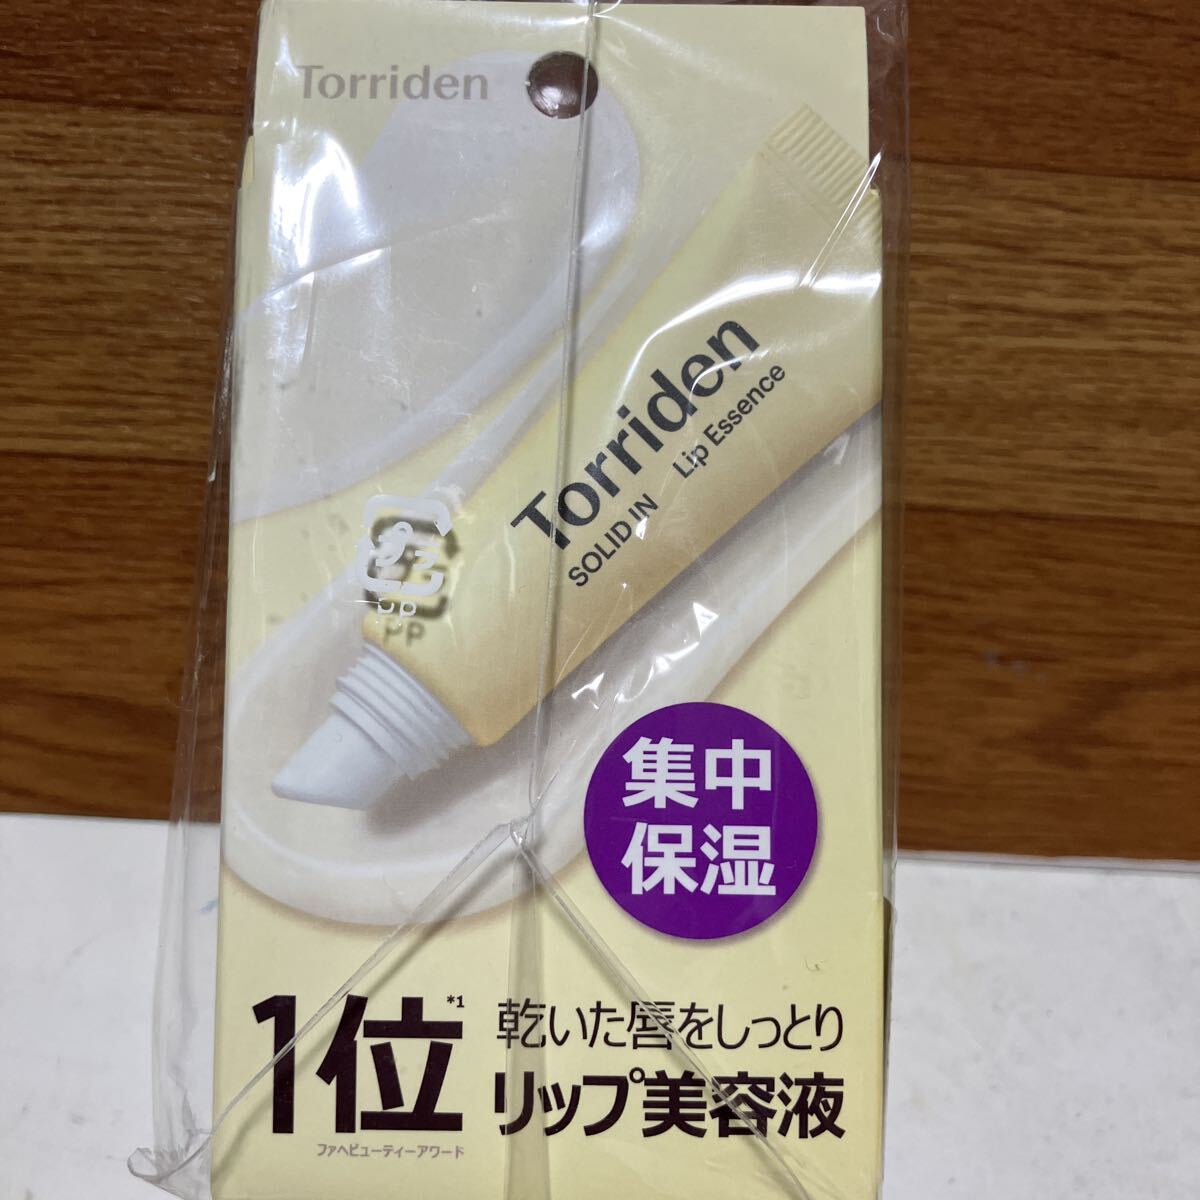 Torriden
Torriden
SOLID IN Lip Essence
プラ
PP
集中
保湿
1位*1
ファヘビューティーアワード
乾いた唇をしっとり
リップ美容液